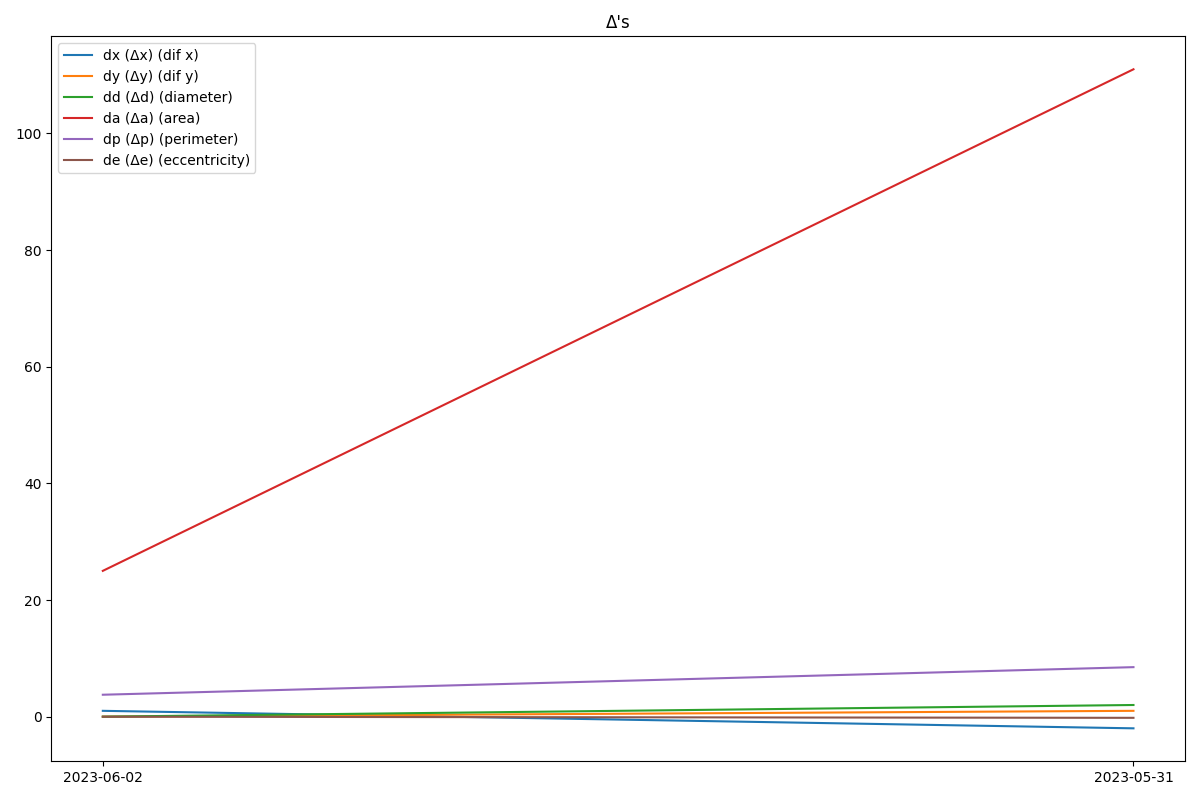 Δ's
dx (Δx) (dif x)
dy (Δy) (dif y)
dd (Δd) (diameter)
da (Δa) (area)
dp (Δp) (perimeter)
de (Δe) (eccentricity)
100
80
60
40
20
0
2023-06-02 2023-05-31